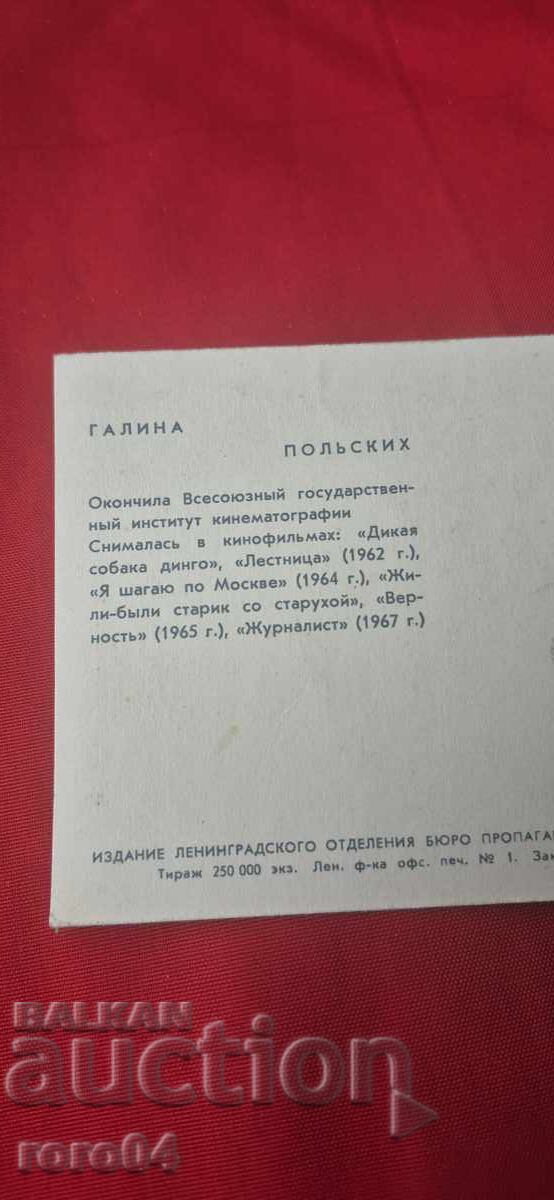 ГАЛИНА
ПОЛЬСКИХ
Окончила Всесоюзный государствен-
ный институт кинематографии
Снималась в кинофильмах: «Дикая
собака динго», «Лестница» (1962 г.),
«Я шагаю по Москве» (1964 г.), «Жи-
ли-были старик со старухой», «Вер-
ность» (1965 г.), «Журналист» (1967 г.)
ИЗДАНИЕ ЛЕНИНГРАДСКОГО ОТДЕЛЕНИЯ БЮРО ПРОПАГАН
Тираж 250 000 экз. Лен. ф-ка офс. печ. № 1. Зак
BALKAN
auction
roro04